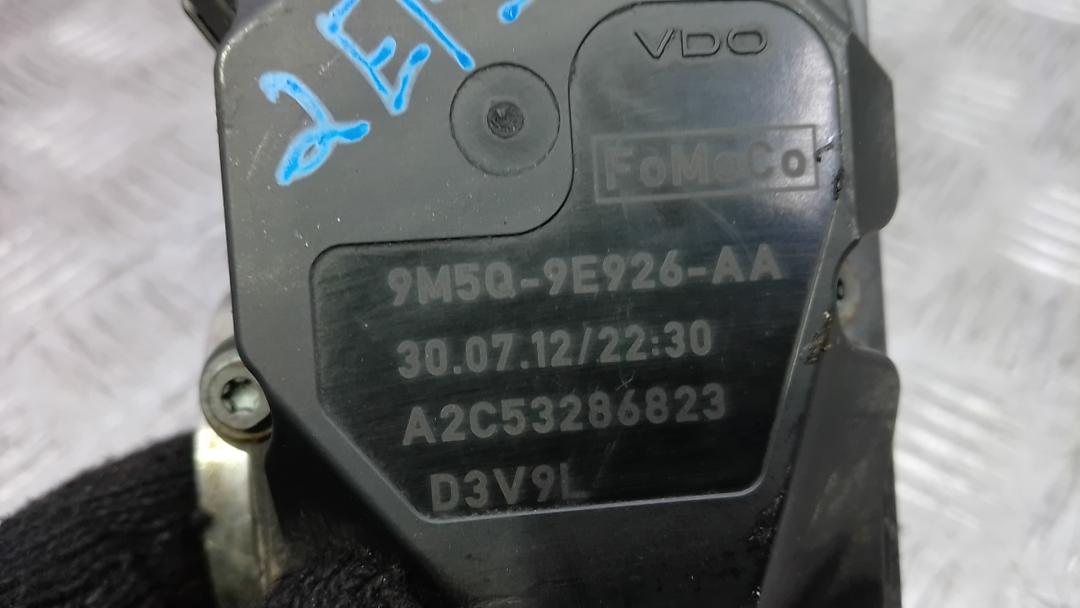 VDO
FoMoCo
9M5Q-9E926-AA
30.07.12/22:30
A2C53286823
D3V9L